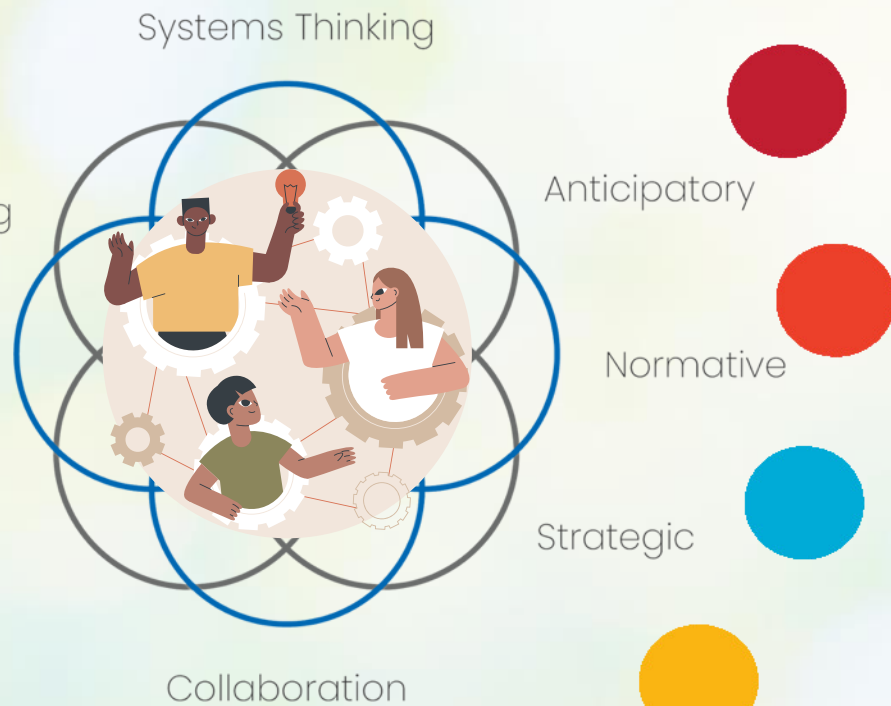 Systems Thinking
Anticipatory
g
Normative
Strategic
Collaboration